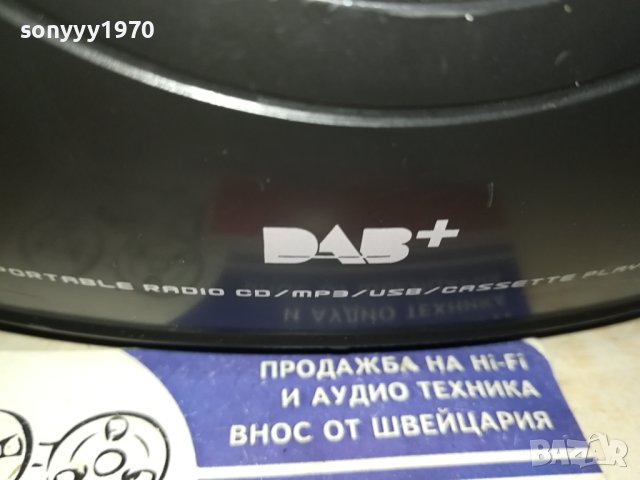 sonyyy1970
DAB+
PORTABLE RADIO CD/MP3/USB/CASSETTE PLAY
ПРОДАЖБА НА Hi-Fi
И АУДИО ТЕХНИКА
ВНОС ОТ ШВЕЙЦАРИЯ
BAZAR